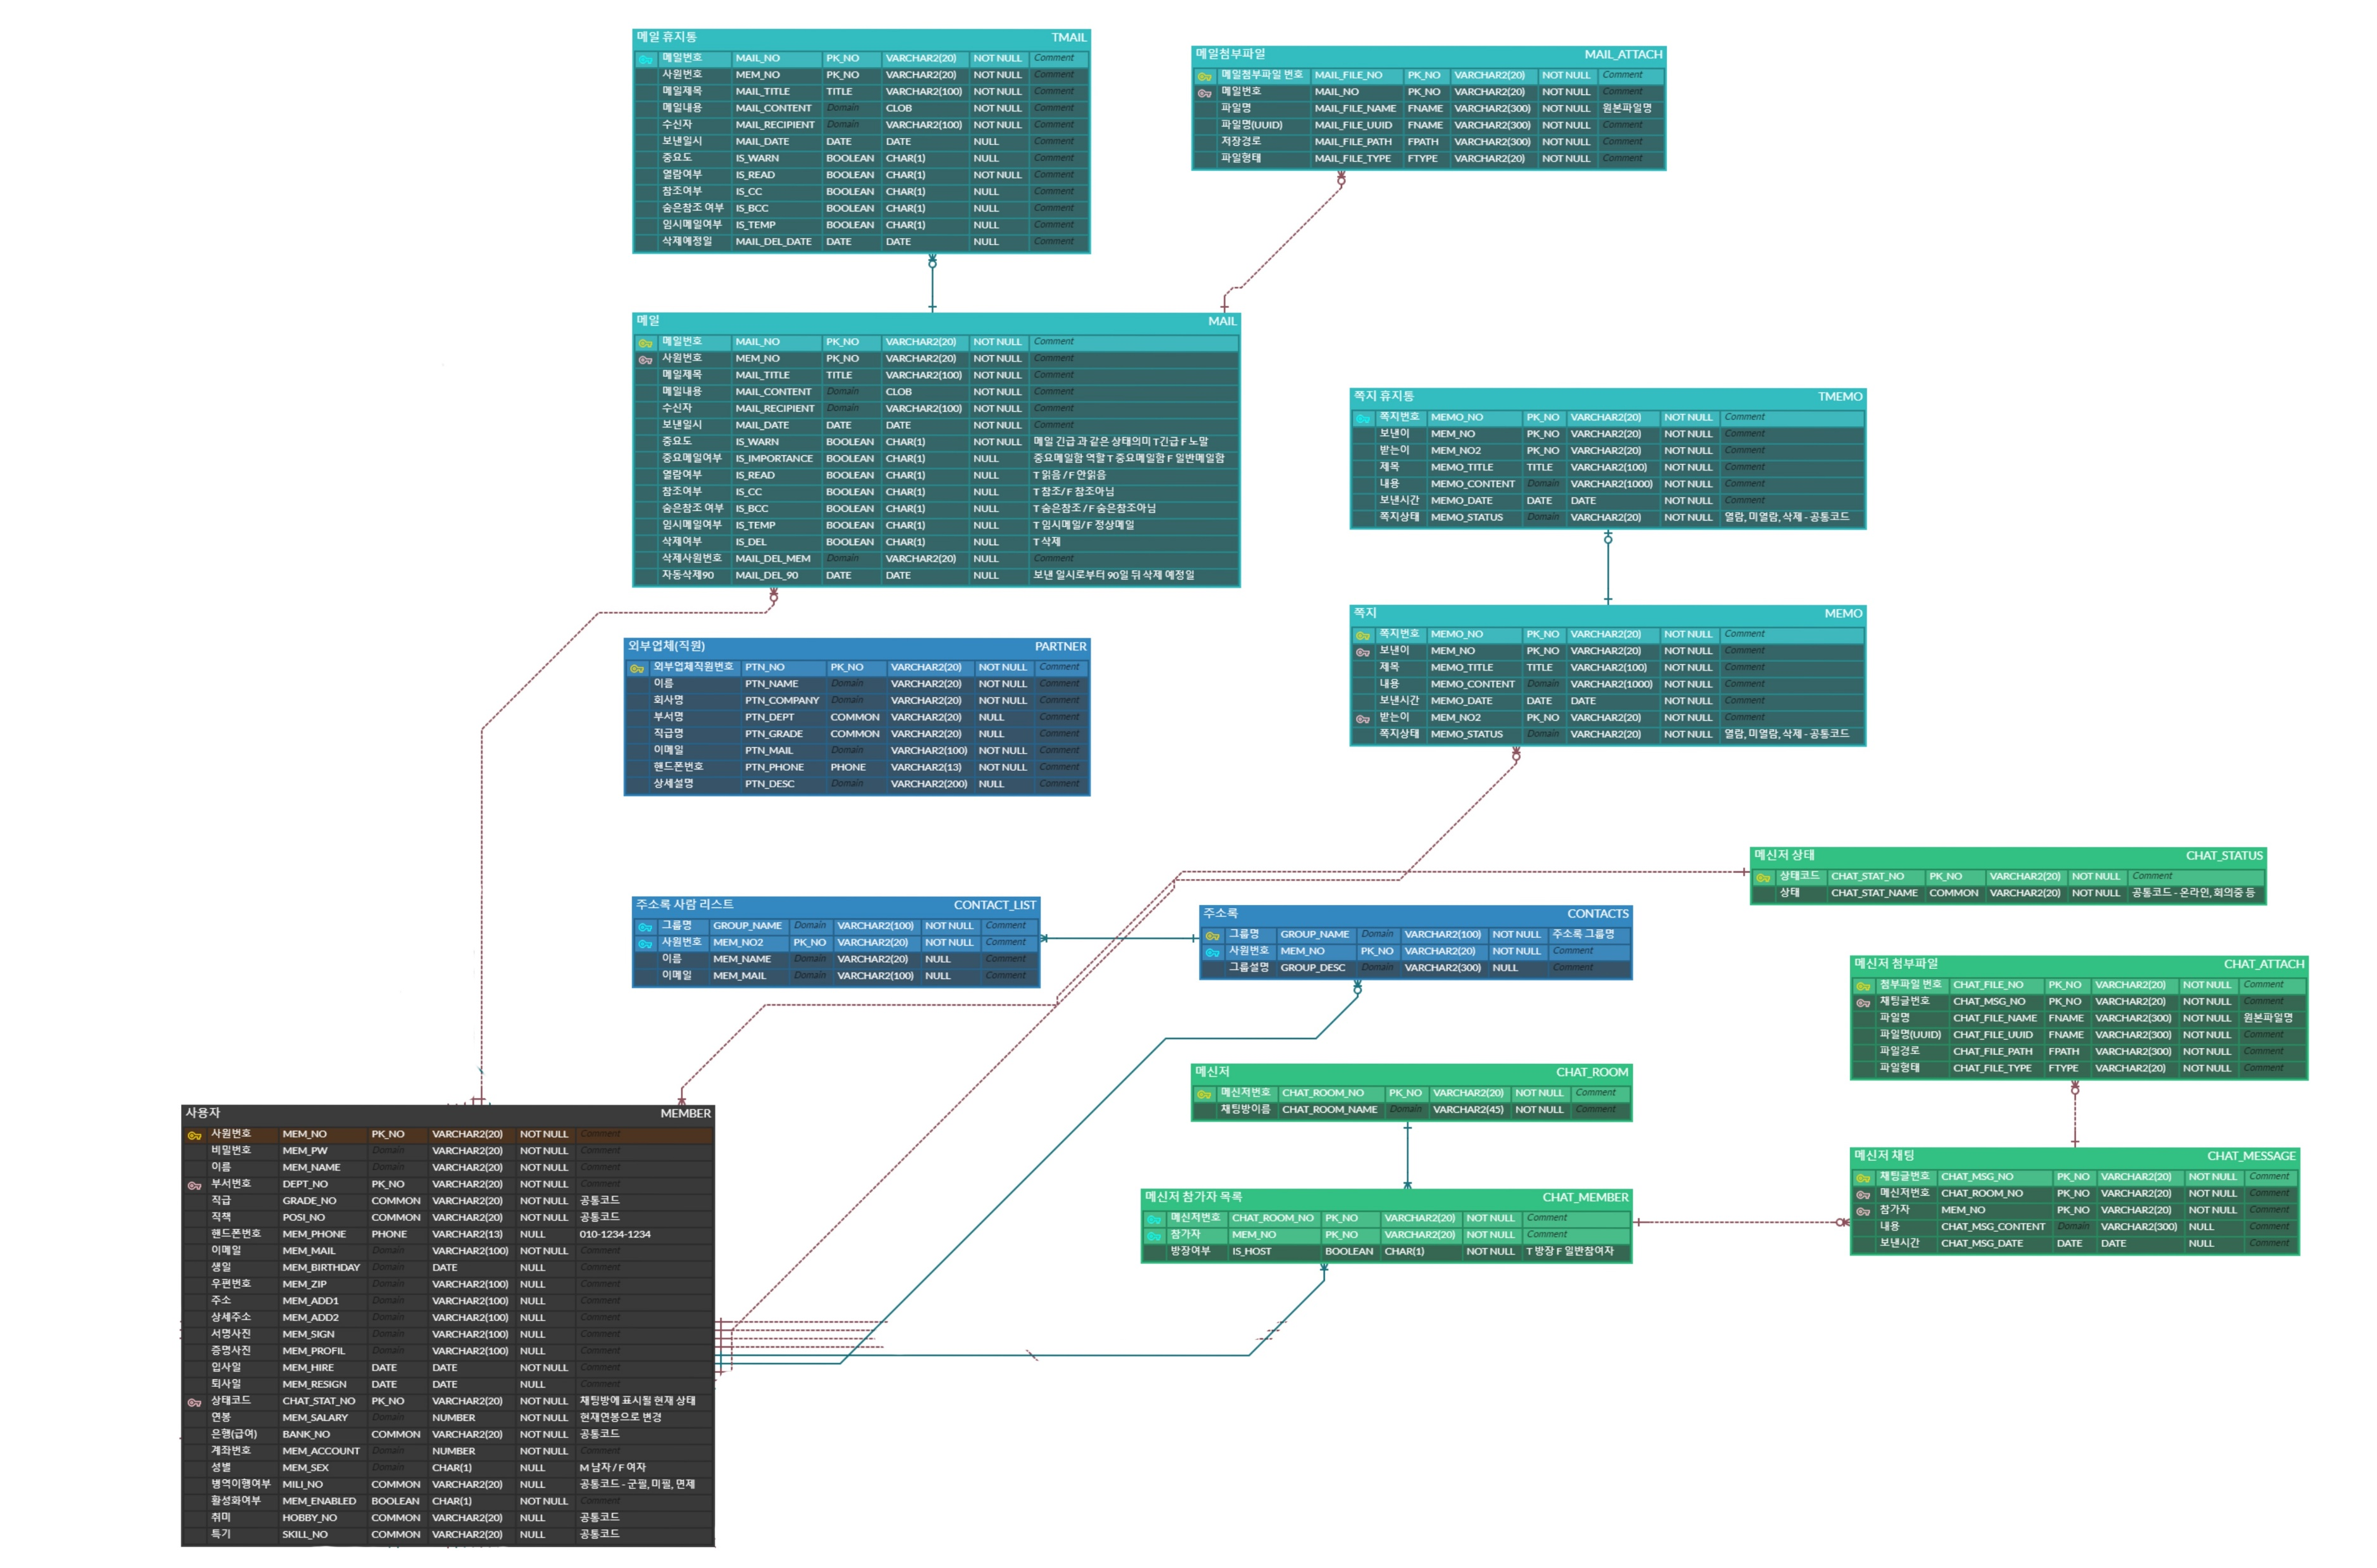 메일 휴지통 TMAIL
메일번호 MAIL_NO PK_NO VARCHAR2(20) NOT NULL Comment
사원번호 MEM_NO PK_NO VARCHAR2(20) NOT NULL Comment
메일제목 MAIL_TITLE TITLE VARCHAR2(100) NOT NULL Comment
메일내용 MAIL_CONTENT Domain CLOB NOT NULL Comment
수신자 MAIL_RECIPIENT Domain VARCHAR2(100) NOT NULL Comment
보낸일시 MAIL_DATE DATE DATE NULL Comment
중요도 IS_WARN BOOLEAN CHAR(1) NULL Comment
열람여부 IS_READ BOOLEAN CHAR(1) NOT NULL Comment
참조여부 IS_CC BOOLEAN CHAR(1) NULL Comment
숨은참조 여부 IS_BCC BOOLEAN CHAR(1) NULL Comment
임시메일여부 IS_TEMP BOOLEAN CHAR(1) NULL Comment
삭제예정일 MAIL_DEL_DATE DATE DATE NULL Comment
메일첨부파일 MAIL_ATTACH
메일첨부파일 번호 MAIL_FILE_NO PK_NO VARCHAR2(20) NOT NULL Comment
메일번호 MAIL_NO PK_NO VARCHAR2(20) NOT NULL Comment
파일명 MAIL_FILE_NAME FNAME VARCHAR2(300) NOT NULL 원본파일명
파일명(UUID) MAIL_FILE_UUID FNAME VARCHAR2(300) NOT NULL Comment
저장경로 MAIL_FILE_PATH FPATH VARCHAR2(300) NOT NULL Comment
파일형태 MAIL_FILE_TYPE FTYPE VARCHAR2(20) NOT NULL Comment
메일 MAIL
메일번호 MAIL_NO PK_NO VARCHAR2(20) NOT NULL Comment
사원번호 MEM_NO PK_NO VARCHAR2(20) NOT NULL Comment
메일제목 MAIL_TITLE TITLE VARCHAR2(100) NOT NULL Comment
메일내용 MAIL_CONTENT Domain CLOB NOT NULL Comment
수신자 MAIL_RECIPIENT Domain VARCHAR2(100) NOT NULL Comment
보낸일시 MAIL_DATE DATE DATE NOT NULL Comment
중요도 IS_WARN BOOLEAN CHAR(1) NOT NULL 메일 긴급 과 같은 상태의미 T긴급 F 노말
중요메일여부 IS_IMPORTANCE BOOLEAN CHAR(1) NULL 중요메일함 역할 T 중요메일함 F 일반메일함
열람여부 IS_READ BOOLEAN CHAR(1) NULL T 읽음 / F 안읽음
참조여부 IS_CC BOOLEAN CHAR(1) NULL T 참조/ F 참조아님
숨은참조 여부 IS_BCC BOOLEAN CHAR(1) NULL T 숨은참조 / F 숨은참조아님
임시메일여부 IS_TEMP BOOLEAN CHAR(1) NULL T 임시메일/ F 정상메일
삭제여부 IS_DEL BOOLEAN CHAR(1) NULL T 삭제
삭제사원번호 MAIL_DEL_MEM Domain VARCHAR2(20) NULL Comment
자동삭제90 MAIL_DEL_90 DATE DATE NULL 보낸 일시로부터 90일 뒤 삭제 예정일
쪽지 휴지통 TMEMO
쪽지번호 MEMO_NO PK_NO VARCHAR2(20) NOT NULL Comment
보낸이 MEM_NO PK_NO VARCHAR2(20) NOT NULL Comment
받는이 MEM_NO2 PK_NO VARCHAR2(20) NOT NULL Comment
제목 MEMO_TITLE TITLE VARCHAR2(100) NOT NULL Comment
내용 MEMO_CONTENT Domain VARCHAR2(1000) NOT NULL Comment
보낸시간 MEMO_DATE DATE DATE NOT NULL Comment
쪽지상태 MEMO_STATUS Domain VARCHAR2(20) NOT NULL 열람, 미열람, 삭제 - 공통코드
쪽지 MEMO
쪽지번호 MEMO_NO PK_NO VARCHAR2(20) NOT NULL Comment
보낸이 MEM_NO PK_NO VARCHAR2(20) NOT NULL Comment
제목 MEMO_TITLE TITLE VARCHAR2(100) NOT NULL Comment
내용 MEMO_CONTENT Domain VARCHAR2(1000) NOT NULL Comment
보낸시간 MEMO_DATE DATE DATE NOT NULL Comment
받는이 MEM_NO2 PK_NO VARCHAR2(20) NOT NULL Comment
쪽지상태 MEMO_STATUS Domain VARCHAR2(20) NOT NULL 열람, 미열람, 삭제 - 공통코드
외부업체(직원) PARTNER
외부업체직원번호 PTN_NO PK_NO VARCHAR2(20) NOT NULL Comment
이름 PTN_NAME Domain VARCHAR2(20) NOT NULL Comment
회사명 PTN_COMPANY Domain VARCHAR2(20) NOT NULL Comment
부서명 PTN_DEPT COMMON VARCHAR2(20) NULL Comment
직급명 PTN_GRADE COMMON VARCHAR2(20) NULL Comment
이메일 PTN_MAIL Domain VARCHAR2(100) NOT NULL Comment
핸드폰번호 PTN_PHONE PHONE VARCHAR2(13) NOT NULL Comment
상세설명 PTN_DESC Domain VARCHAR2(200) NULL Comment
메신저 상태 CHAT_STATUS
상태코드 CHAT_STAT_NO PK_NO VARCHAR2(20) NOT NULL Comment
상태 CHAT_STAT_NAME COMMON VARCHAR2(20) NOT NULL 공통코드 - 온라인, 회의중 등
주소록 사람 리스트 CONTACT_LIST
그룹명 GROUP_NAME Domain VARCHAR2(100) NOT NULL Comment
사원번호 MEM_NO2 PK_NO VARCHAR2(20) NOT NULL Comment
이름 MEM_NAME Domain VARCHAR2(20) NULL Comment
이메일 MEM_MAIL Domain VARCHAR2(100) NULL Comment
주소록 CONTACTS
그룹명 GROUP_NAME Domain VARCHAR2(100) NOT NULL 주소록 그룹명
사원번호 MEM_NO PK_NO VARCHAR2(20) NOT NULL Comment
그룹설명 GROUP_DESC Domain VARCHAR2(300) NULL Comment
메신저 첨부파일 CHAT_ATTACH
첨부파일 번호 CHAT_FILE_NO PK_NO VARCHAR2(20) NOT NULL Comment
채팅글번호 CHAT_MSG_NO PK_NO VARCHAR2(20) NOT NULL Comment
파일명 CHAT_FILE_NAME FNAME VARCHAR2(300) NOT NULL 원본파일명
파일명(UUID) CHAT_FILE_UUID FNAME VARCHAR2(300) NOT NULL Comment
파일경로 CHAT_FILE_PATH FPATH VARCHAR2(300) NOT NULL Comment
파일형태 CHAT_FILE_TYPE FTYPE VARCHAR2(20) NOT NULL Comment
메신저 CHAT_ROOM
메신저번호 CHAT_ROOM_NO PK_NO VARCHAR2(20) NOT NULL Comment
채팅방이름 CHAT_ROOM_NAME Domain VARCHAR2(45) NOT NULL Comment
메신저 참가자 목록 CHAT_MEMBER
메신저번호 CHAT_ROOM_NO PK_NO VARCHAR2(20) NOT NULL Comment
참가자 MEM_NO PK_NO VARCHAR2(20) NOT NULL Comment
방장여부 IS_HOST BOOLEAN CHAR(1) NOT NULL T 방장 F 일반참여자
메신저 채팅 CHAT_MESSAGE
채팅글번호 CHAT_MSG_NO PK_NO VARCHAR2(20) NOT NULL Comment
메신저번호 CHAT_ROOM_NO PK_NO VARCHAR2(20) NOT NULL Comment
참가자 MEM_NO PK_NO VARCHAR2(20) NOT NULL Comment
내용 CHAT_MSG_CONTENT Domain VARCHAR2(300) NULL Comment
보낸시간 CHAT_MSG_DATE DATE DATE NULL Comment
사용자 MEMBER
사원번호 MEM_NO PK_NO VARCHAR2(20) NOT NULL Comment
비밀번호 MEM_PW Domain VARCHAR2(20) NOT NULL Comment
이름 MEM_NAME Domain VARCHAR2(20) NOT NULL Comment
부서번호 DEPT_NO PK_NO VARCHAR2(20) NOT NULL Comment
직급 GRADE_NO COMMON VARCHAR2(20) NOT NULL 공통코드
직책 POSI_NO COMMON VARCHAR2(20) NOT NULL 공통코드
핸드폰번호 MEM_PHONE PHONE VARCHAR2(13) NULL 010-1234-1234
이메일 MEM_MAIL Domain VARCHAR2(100) NOT NULL Comment
생일 MEM_BIRTHDAY Domain DATE NULL Comment
우편번호 MEM_ZIP Domain VARCHAR2(100) NULL Comment
주소 MEM_ADD1 Domain VARCHAR2(100) NULL Comment
상세주소 MEM_ADD2 Domain VARCHAR2(100) NULL Comment
서명사진 MEM_SIGN Domain VARCHAR2(100) NULL Comment
증명사진 MEM_PROFIL Domain VARCHAR2(100) NULL Comment
입사일 MEM_HIRE DATE DATE NOT NULL Comment
퇴사일 MEM_RESIGN DATE DATE NULL Comment
상태코드 CHAT_STAT_NO PK_NO VARCHAR2(20) NOT NULL 채팅방에 표시될 현재 상태
연봉 MEM_SALARY Domain NUMBER NOT NULL 현재연봉으로 변경
은행(급여) BANK_NO COMMON VARCHAR2(20) NOT NULL 공통코드
계좌번호 MEM_ACCOUNT Domain NUMBER NOT NULL Comment
성별 MEM_SEX Domain CHAR(1) NULL M 남자 / F 여자
병역이행여부 MILI_NO COMMON VARCHAR2(20) NULL 공통코드 - 군필, 미필, 면제
활성화여부 MEM_ENABLED BOOLEAN CHAR(1) NOT NULL Comment
취미 HOBBY_NO COMMON VARCHAR2(20) NULL 공통코드
특기 SKILL_NO COMMON VARCHAR2(20) NULL 공통코드